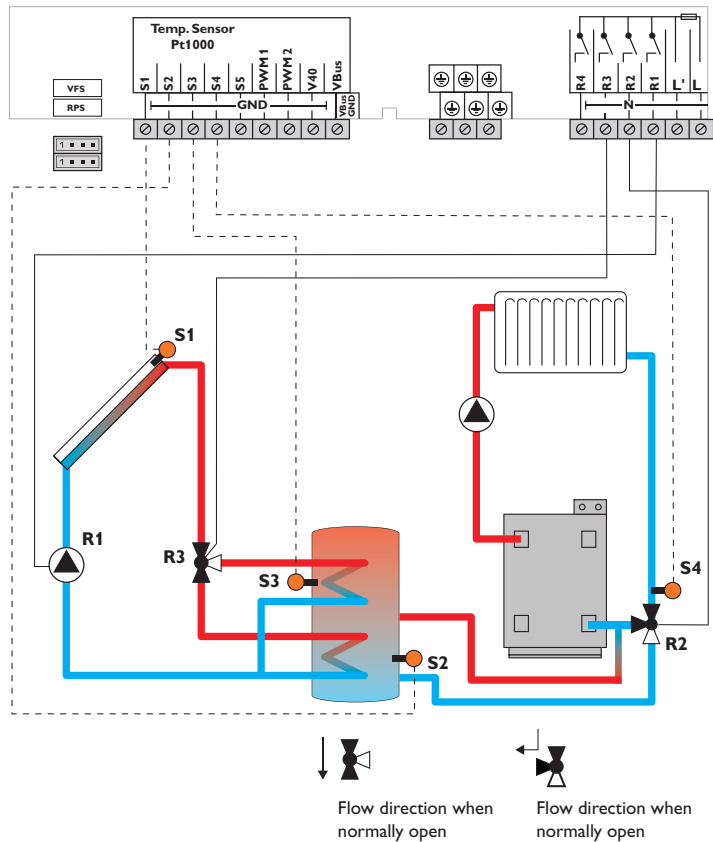 Temp. Sensor
Pt1000
VFS
RPS
S1 S2 S3 S4 S5 PWM 1 PWM 2 V40 VBus
GND
VBus GND
R4 R3 R2 R1 L' L
N
1
1
S1
R1
R3
S3
S2
S4
R2
Flow direction when
normally open
Flow direction when
normally open